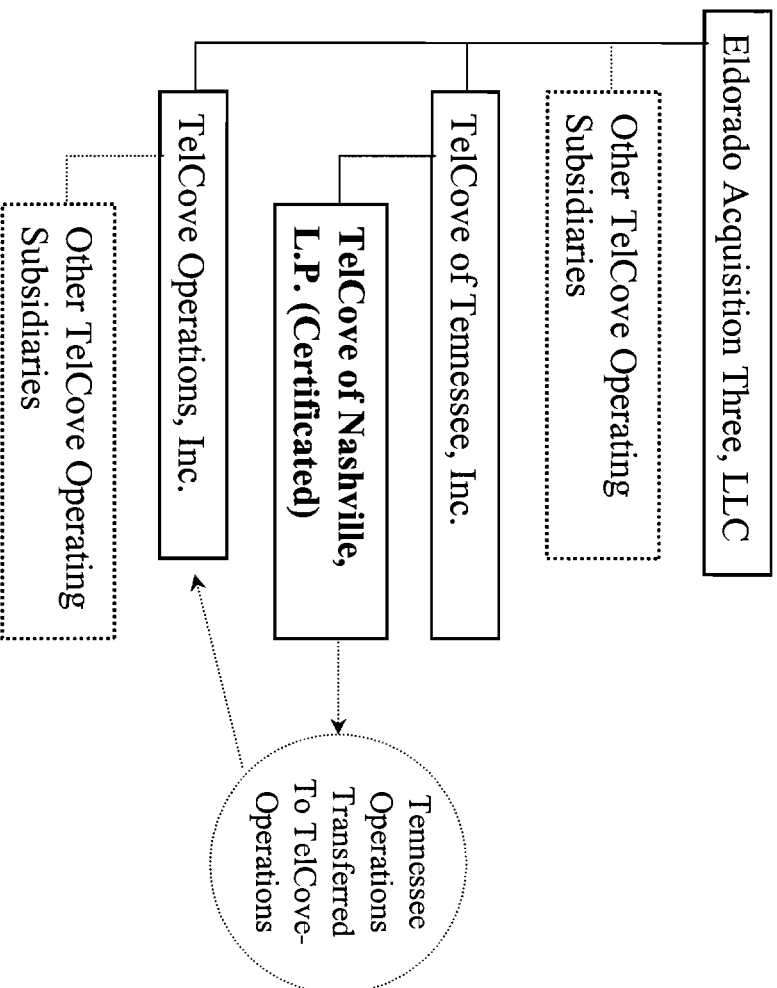 Eldorado Acquisition Three, LLC
Other TelCove Operating
Subsidiaries
TelCove of Tennessee, Inc.
TelCove of Nashville,
L.P. (Certificated)
TelCove Operations, Inc.
Other TelCove Operating
Subsidiaries
Tennessee
Operations
Transferred
To TelCove-
Operations